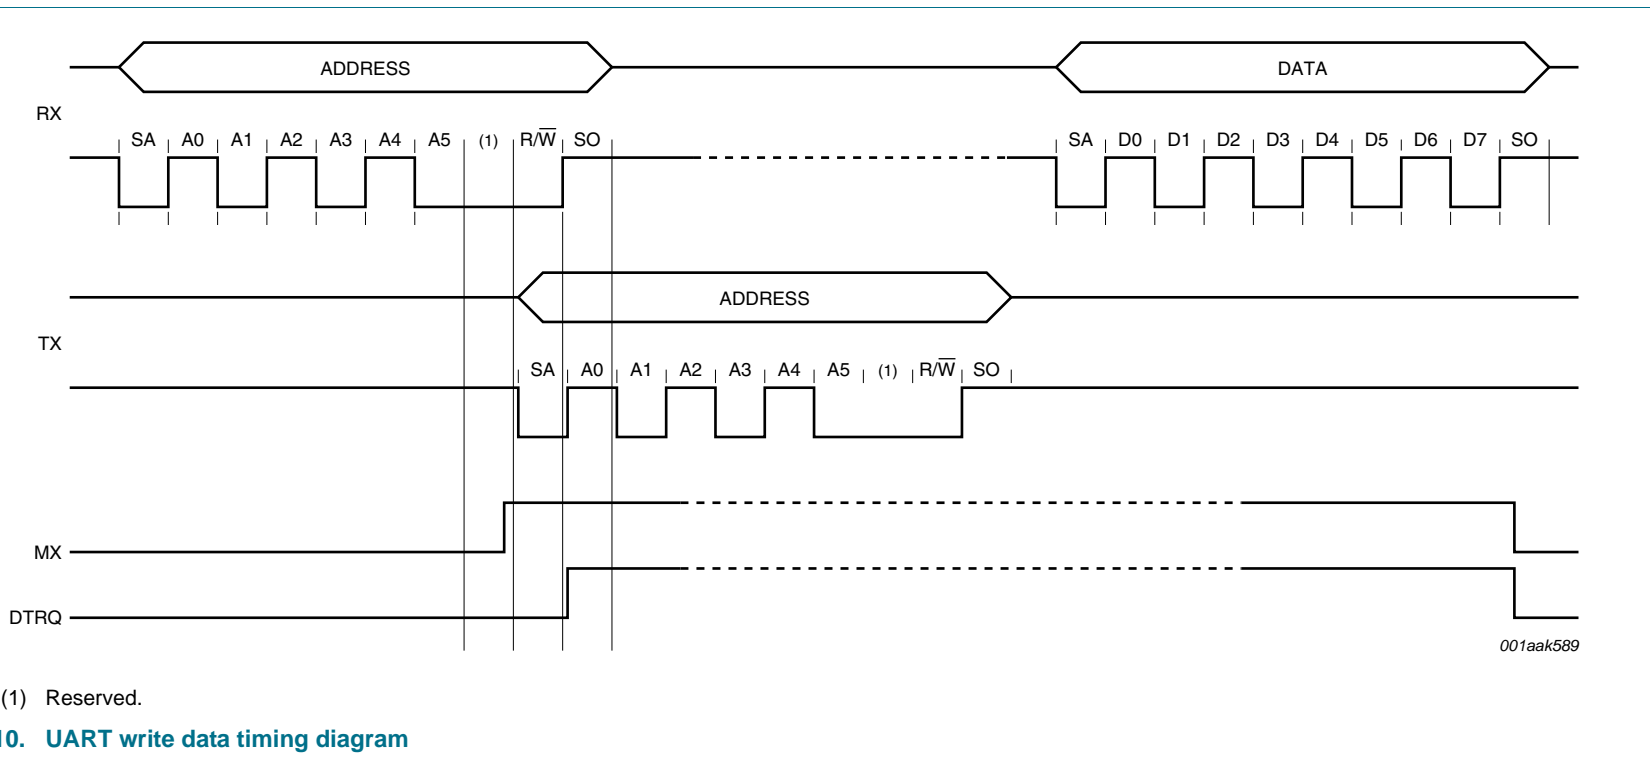 ADDRESS DATA
RX
SA A0 A1 A2 A3 A4 A5 (1) R/W̅ SO SA D0 D1 D2 D3 D4 D5 D6 D7 SO
ADDRESS
TX
SA A0 A1 A2 A3 A4 A5 (1) R/W̅ SO
MX
DTRQ
001aak589
(1) Reserved.
10. UART write data timing diagram